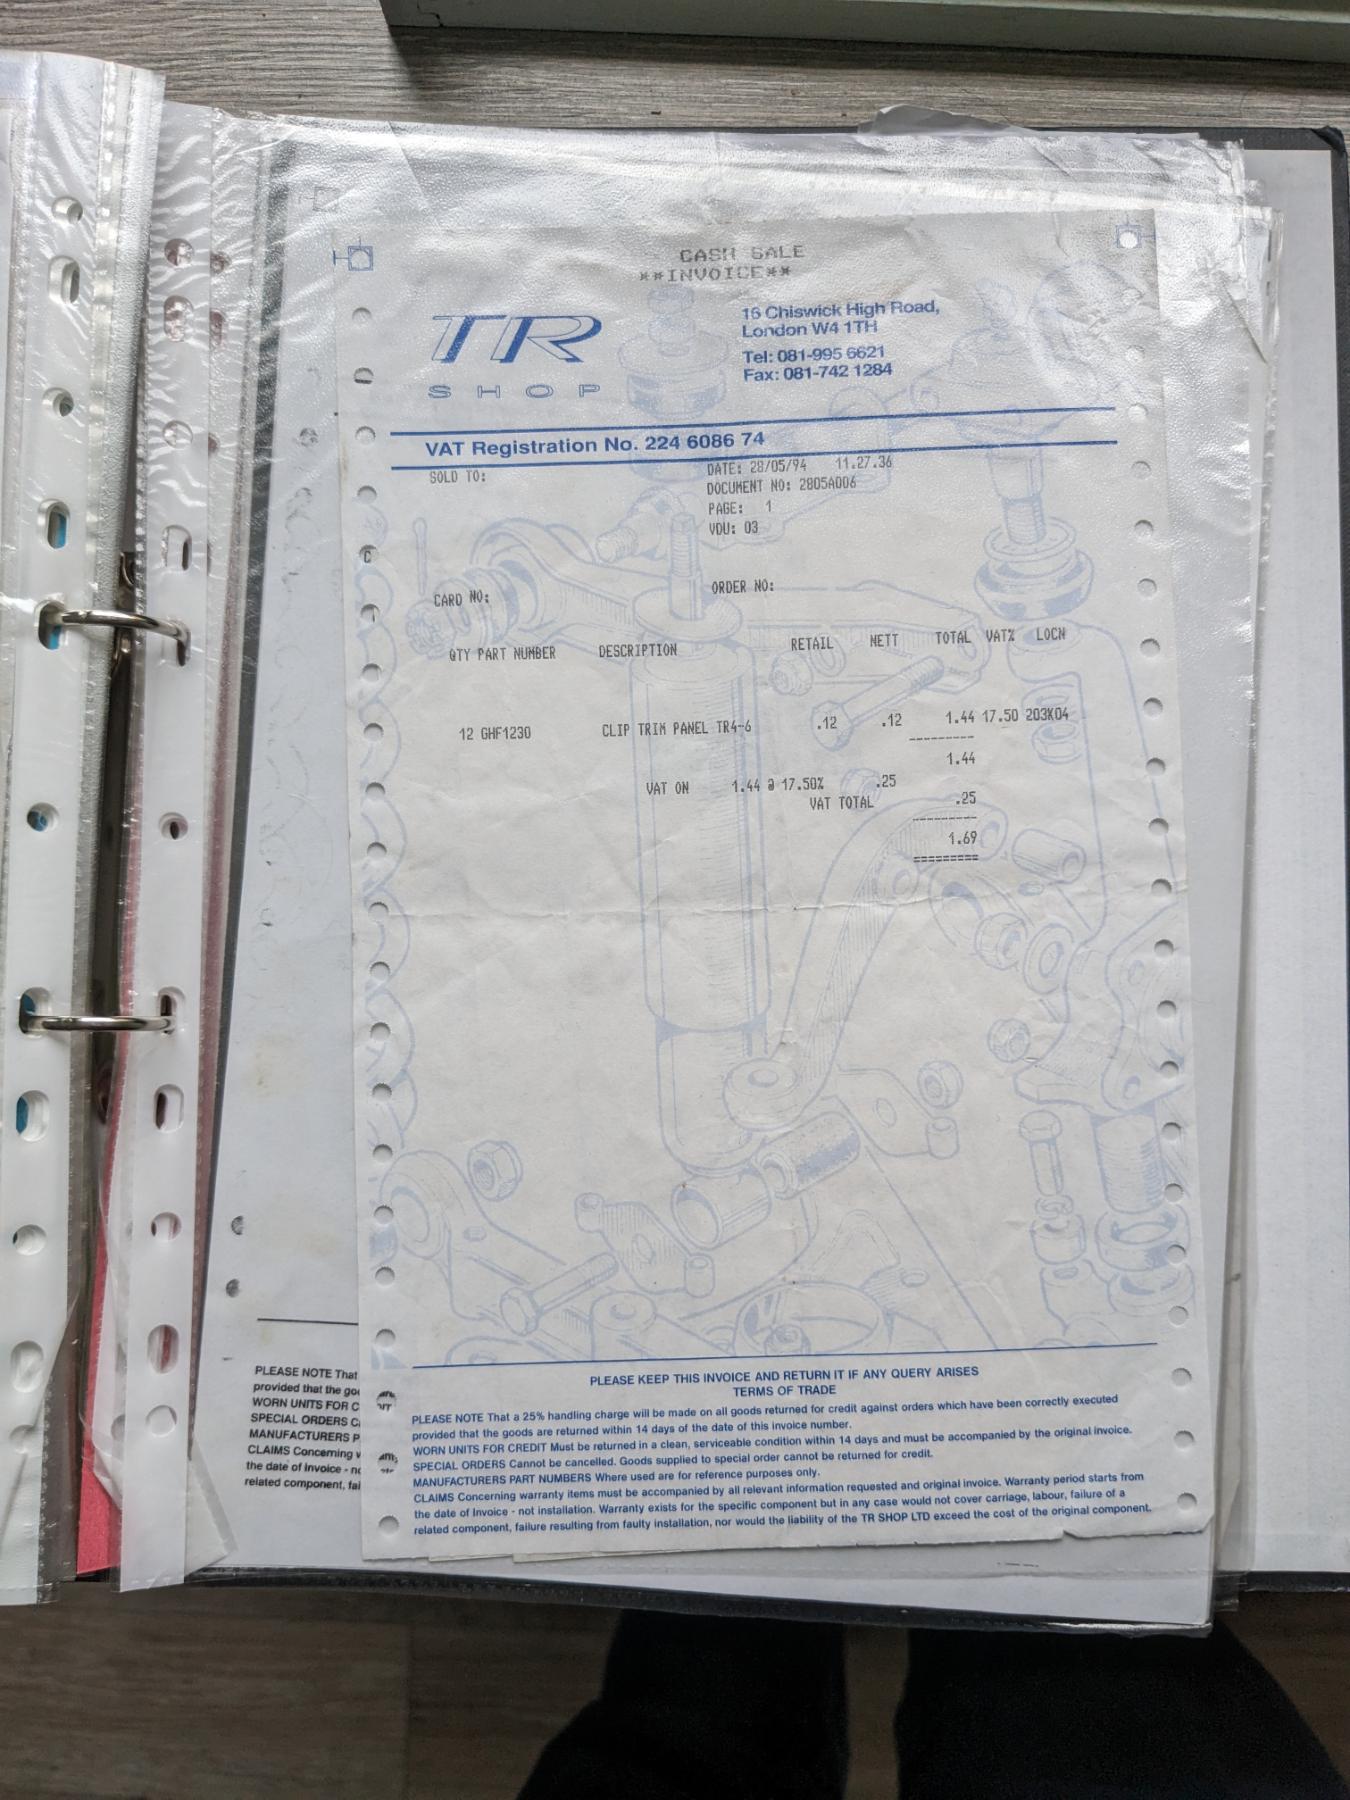 CASH SALE
**INVOICE**
TR
SHOP
16 Chiswick High Road,
London W4 1TH
Tel: 081-995 6621
Fax: 081-742 1284
VAT Registration No. 224 6086 74
SOLD TO:
DATE: 28/05/94 11.27.36
DOCUMENT NO: 2805A006
PAGE: 1
VDU: 03
C
CARD NO:
ORDER NO:
QTY PART NUMBER DESCRIPTION RETAIL NETT TOTAL VAT% LOCN
12 GHF1230 CLIP TRIM PANEL TR4-6 .12 .12 1.44 17.50 203K04
---------
1.44
VAT ON 1.44 @ 17.50% .25
VAT TOTAL .25
---------
1.69
=========
PLEASE KEEP THIS INVOICE AND RETURN IT IF ANY QUERY ARISES
TERMS OF TRADE
PLEASE NOTE That a 25% handling charge will be made on all goods returned for credit against orders which have been correctly executed
provided that the goods are returned within 14 days of the date of this invoice number.
WORN UNITS FOR CREDIT Must be returned in a clean, serviceable condition within 14 days and must be accompanied by the original invoice.
SPECIAL ORDERS Cannot be cancelled. Goods supplied to special order cannot be returned for credit.
MANUFACTURERS PART NUMBERS Where used are for reference purposes only.
CLAIMS Concerning warranty items must be accompanied by all relevant information requested and original invoice. Warranty period starts from
the date of Invoice - not installation. Warranty exists for the specific component but in any case would not cover carriage, labour, failure of a
related component, failure resulting from faulty installation, nor would the liability of the TR SHOP LTD exceed the cost of the original component.
PLEASE NOTE That
provided that the
WORN UNITS FOR
SPECIAL ORDERS
MANUFACTURERS
CLAIMS Concerning
the date of Invoice -
related component,